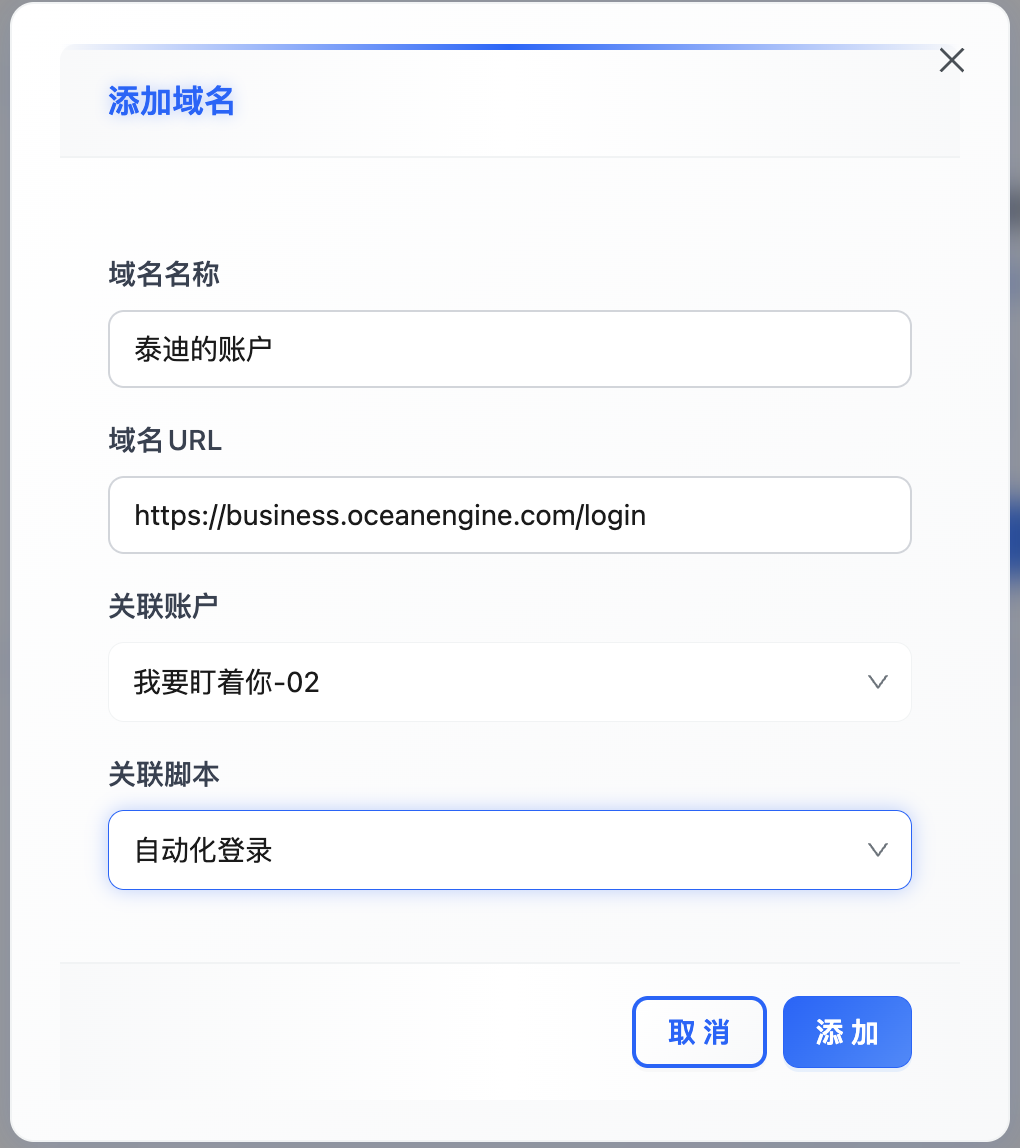 添加域名
域名名称
泰迪的账户
域名URL
https://business.oceanengine.com/login
关联账户
我要盯着你-02
关联脚本
自动化登录
取 消
添 加